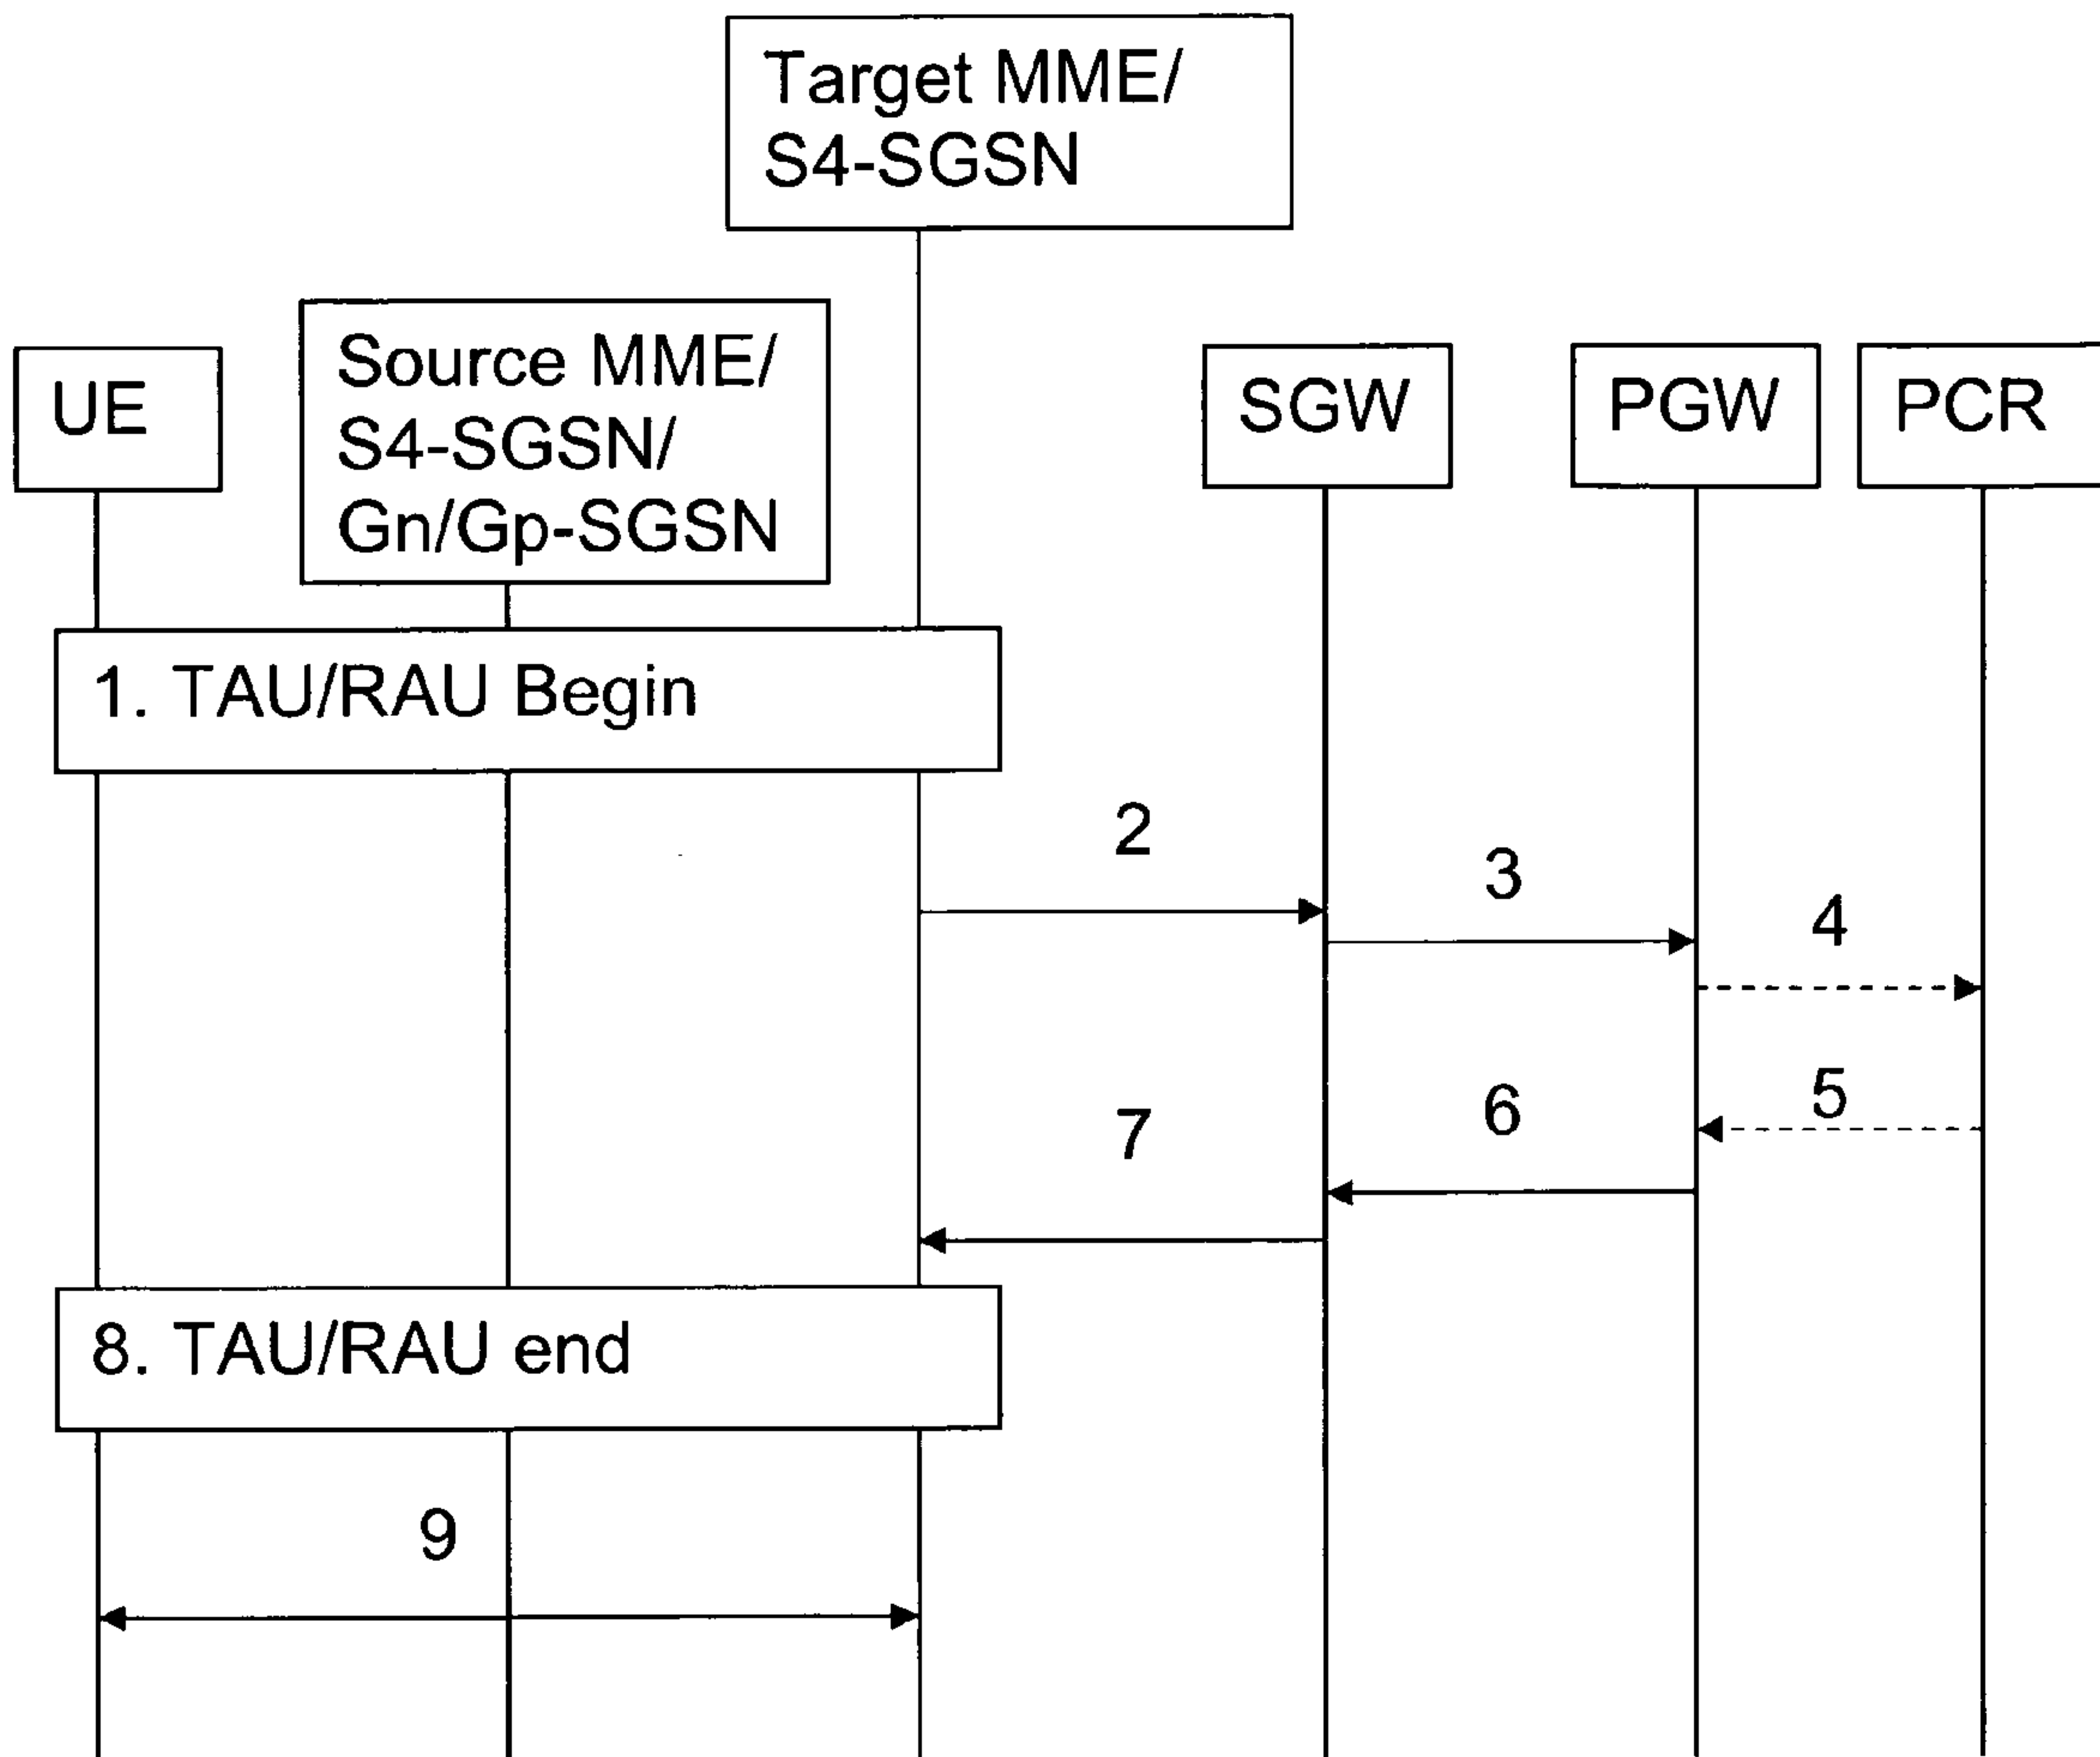 Target MME/
S4-SGSN
UE
Source MME/
S4-SGSN/
Gn/Gp-SGSN
SGW
PGW
PCR
1. TAU/RAU Begin
2
3
4
5
6
7
8. TAU/RAU end
9